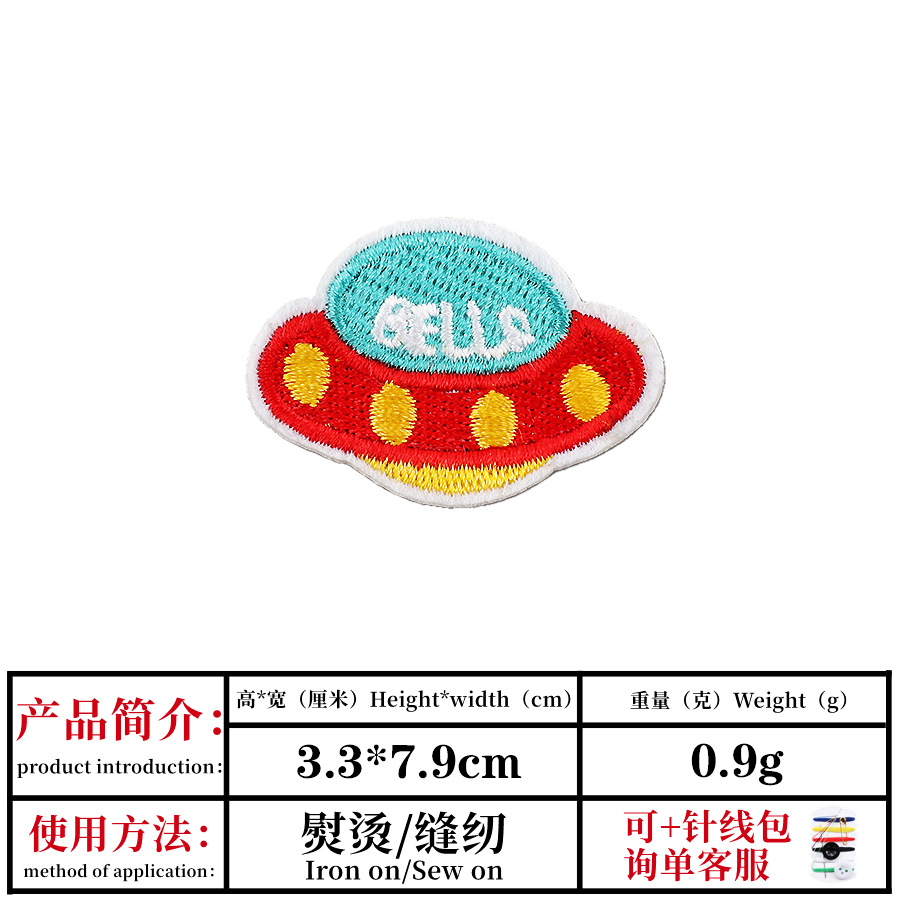 BELLA
产品简介：
product introduction：
高*宽（厘米）Height*width（cm）
重量（克）Weight（g）
3.3*7.9cm
0.9g
使用方法：
method of application：
熨烫/缝纫
Iron on/Sew on
可+针线包
询单客服